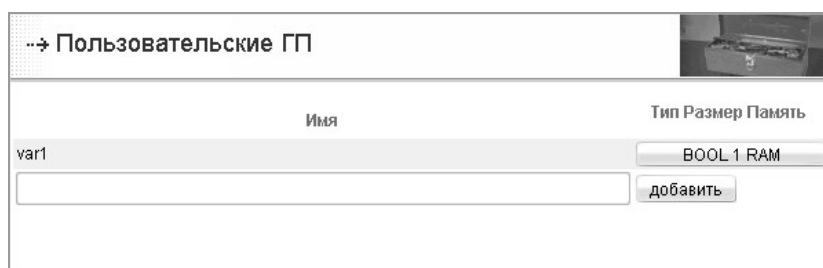 Пользовательские ГП
Имя
Тип Размер Память
var1
BOOL 1 RAM
добавить